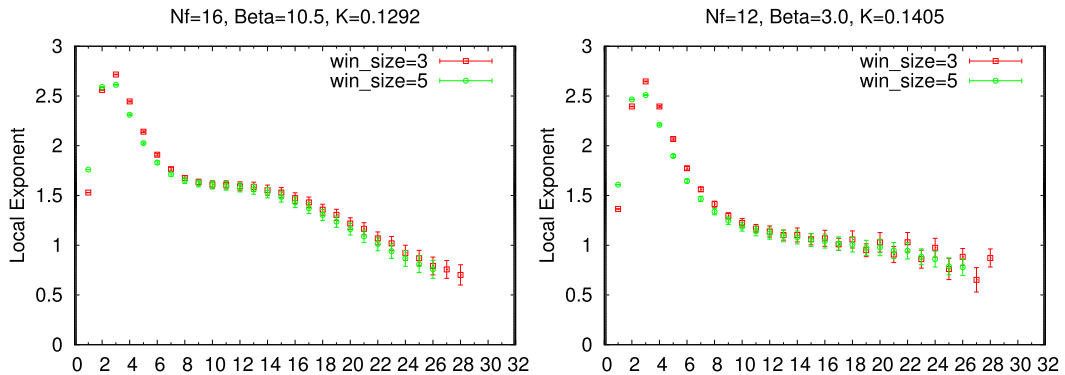 Nf=16, Beta=10.5, K=0.1292
3
2.5
2
1.5
1
0.5
0
Local Exponent
win_size=3
win_size=5
0 2 4 6 8 10 12 14 16 18 20 22 24 26 28 30 32
Nf=12, Beta=3.0, K=0.1405
3
2.5
2
1.5
1
0.5
0
Local Exponent
win_size=3
win_size=5
0 2 4 6 8 10 12 14 16 18 20 22 24 26 28 30 32